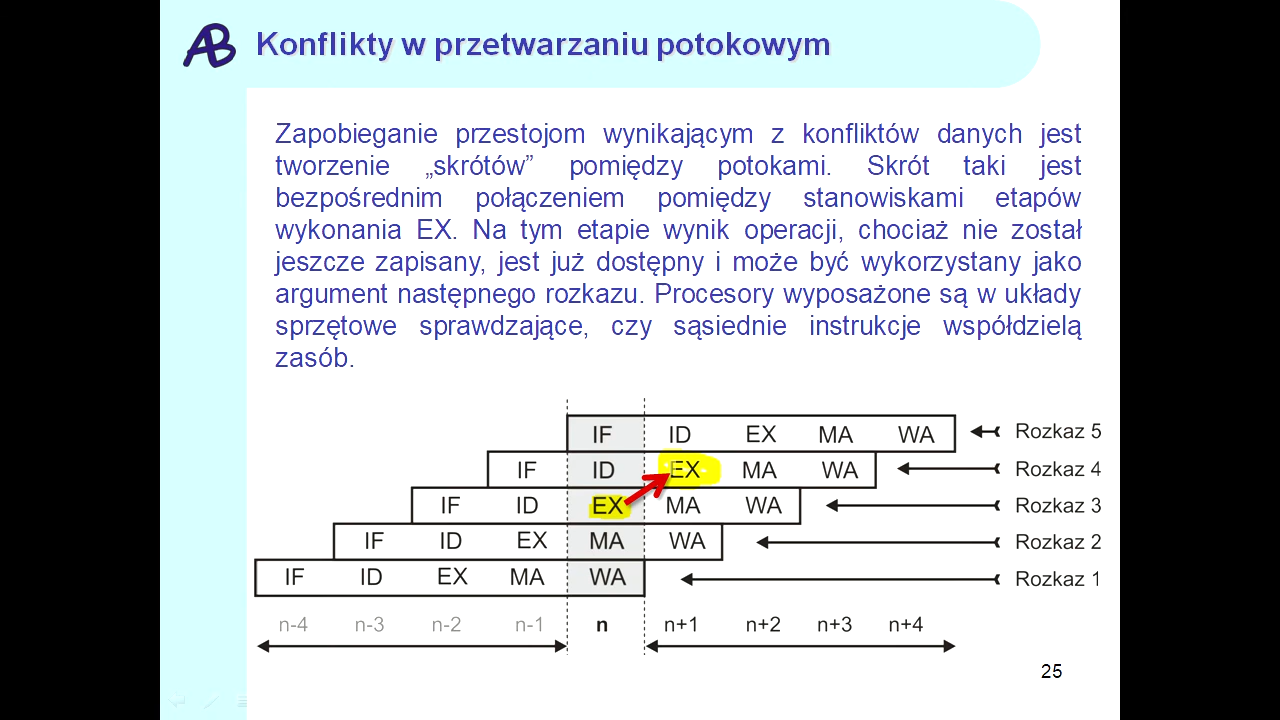 AB
Konflikty w przetwarzaniu potokowym
Zapobieganie przestojom wynikającym z konfliktów danych jest
tworzenie „skrótów” pomiędzy potokami. Skrót taki jest
bezpośrednim połączeniem pomiędzy stanowiskami etapów
wykonania EX. Na tym etapie wynik operacji, chociaż nie został
jeszcze zapisany, jest już dostępny i może być wykorzystany jako
argument następnego rozkazu. Procesory wyposażone są w układy
sprzętowe sprawdzające, czy sąsiednie instrukcje współdzielą
zasób.
IF ID EX MA WA Rozkaz 5
IF ID EX MA WA Rozkaz 4
IF ID EX MA WA Rozkaz 3
IF ID EX MA WA Rozkaz 2
IF ID EX MA WA Rozkaz 1
n-4 n-3 n-2 n-1 n n+1 n+2 n+3 n+4
25